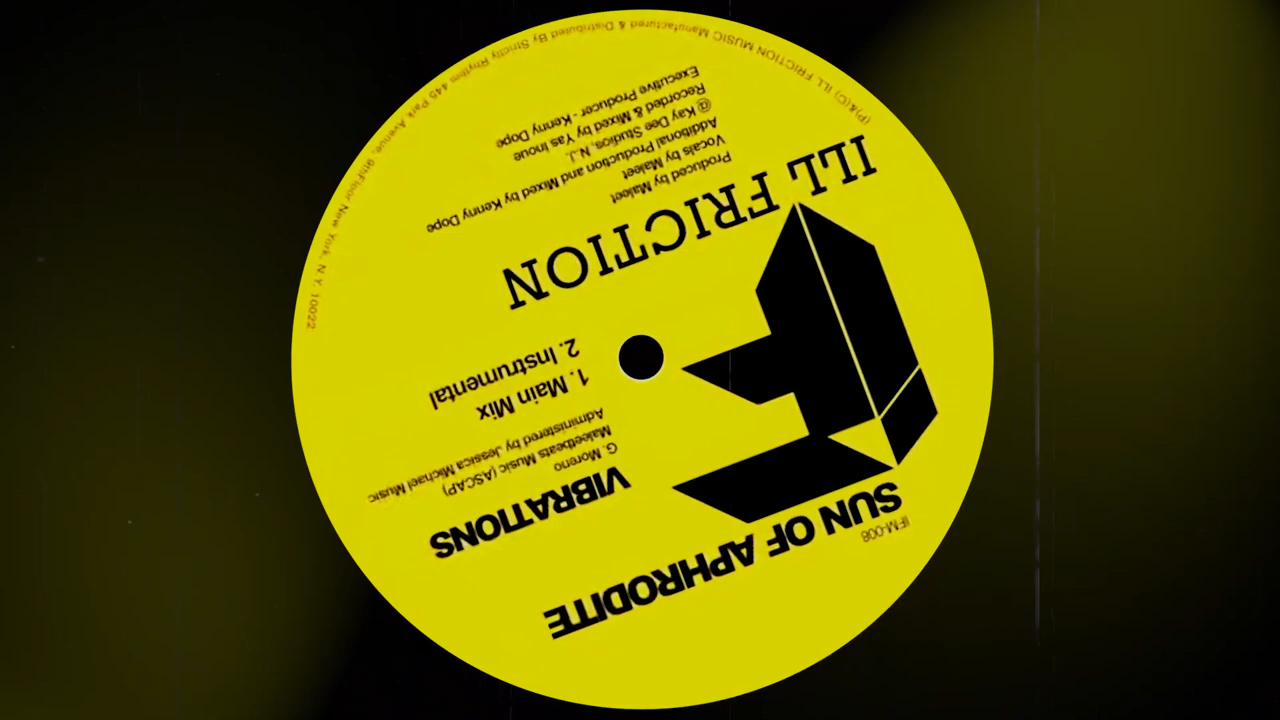 SUN OF APHRODITE
IFM-008
VIBRATIONS
G. Moreno
Maleetbeats Music (ASCAP)
Administered by Jessica Michael Music
1. Main Mix
2. Instrumental
ILL FRICTION
Produced by Maleet
Vocals by Maleet
Additional Production and Mixed by Kenny Dope
@ Kay Dee Studios, N.J.
Recorded & Mixed by Yas Inoue
Executive Producer - Kenny Dope
(P)&(C) ILL FRICTION MUSIC Manufactured & Distributed By Strictly Rhythm 445 Park Avenue, 9thFloor New York, N.Y. 10022